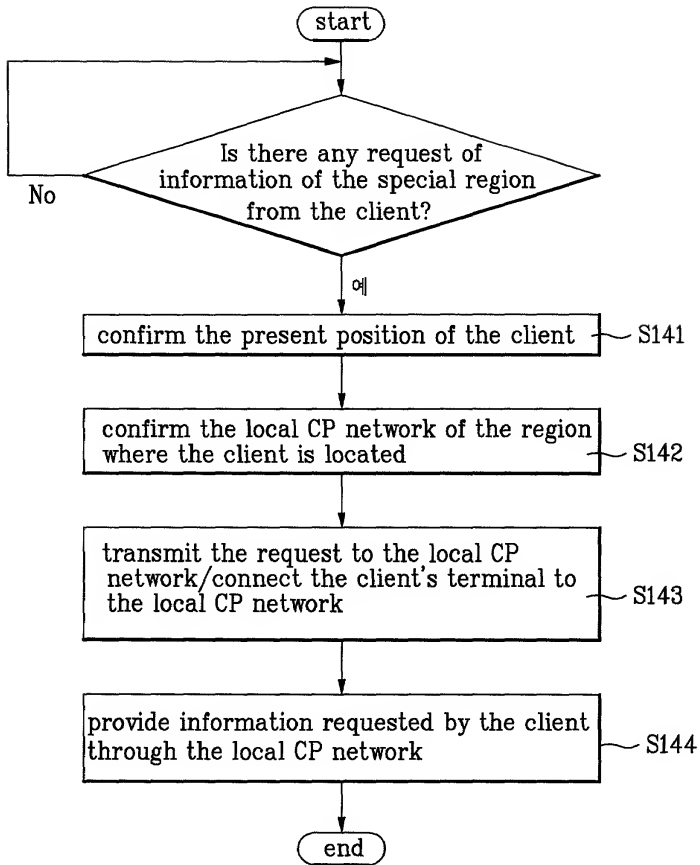 start
Is there any request of
information of the special region
from the client?
No
예
confirm the present position of the client
S141
confirm the local CP network of the region
where the client is located
S142
transmit the request to the local CP
network/connect the client's terminal to
the local CP network
S143
provide information requested by the client
through the local CP network
S144
end